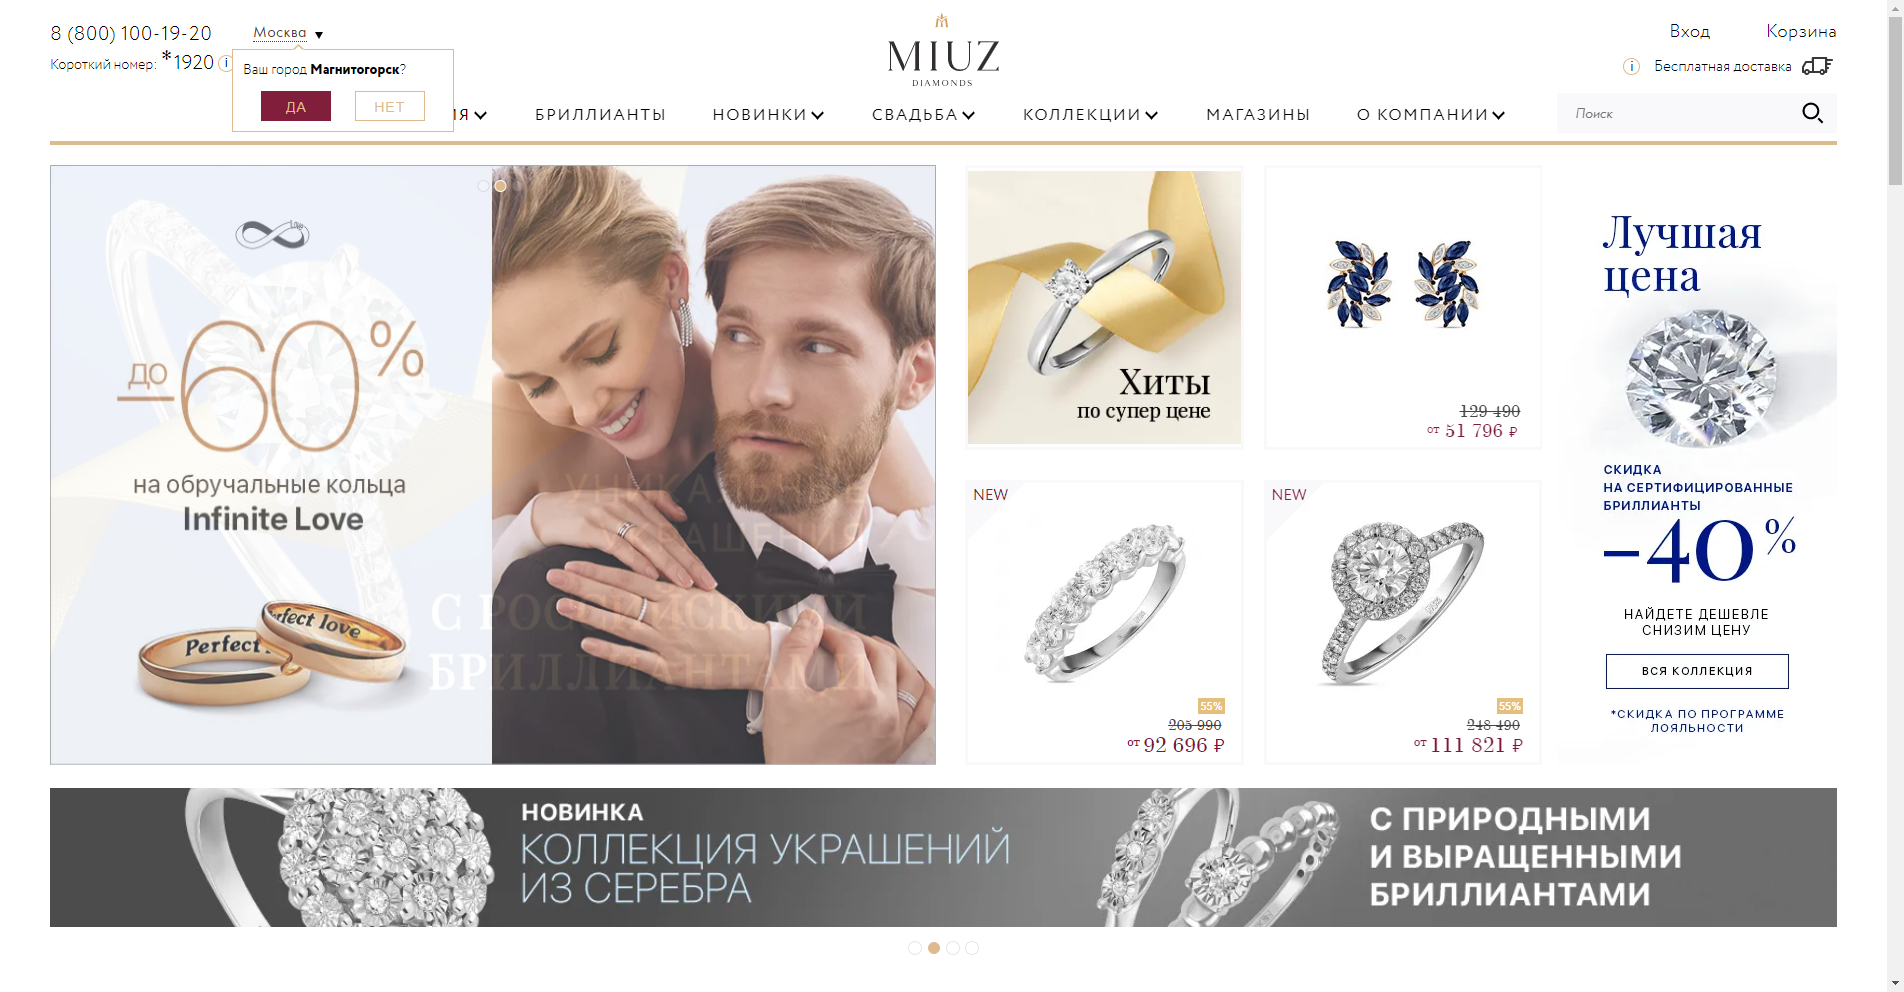 8 (800) 100-19-20
Москва
Короткий номер: *1920
Ваш город Магнитогорск?
ДА
НЕТ
MIUZ
DIAMONDS
Вход
Корзина
Бесплатная доставка
БРИЛЛИАНТЫ
НОВИНКИ
СВАДЬБА
КОЛЛЕКЦИИ
МАГАЗИНЫ
О КОМПАНИИ
Поиск
Love
ДО 60%
на обручальные кольца
Infinite Love
УНИКАЛЬНЫЕ
УКРАШЕНИЯ
С РОССИЙСКИМИ
БРИЛЛИАНТАМИ
Perfect
Perfect love
Хиты
по супер цене
129 490
от 51 796 ₽
NEW
55%
205 990
от 92 696 ₽
NEW
55%
248 490
от 111 821 ₽
Лучшая
цена
СКИДКА
НА СЕРТИФИЦИРОВАННЫЕ
БРИЛЛИАНТЫ
–40%
НАЙДЕТЕ ДЕШЕВЛЕ
СНИЗИМ ЦЕНУ
ВСЯ КОЛЛЕКЦИЯ
*СКИДКА ПО ПРОГРАММЕ
ЛОЯЛЬНОСТИ
НОВИНКА
КОЛЛЕКЦИЯ УКРАШЕНИЙ
ИЗ СЕРЕБРА
С ПРИРОДНЫМИ
И ВЫРАЩЕННЫМИ
БРИЛЛИАНТАМИ